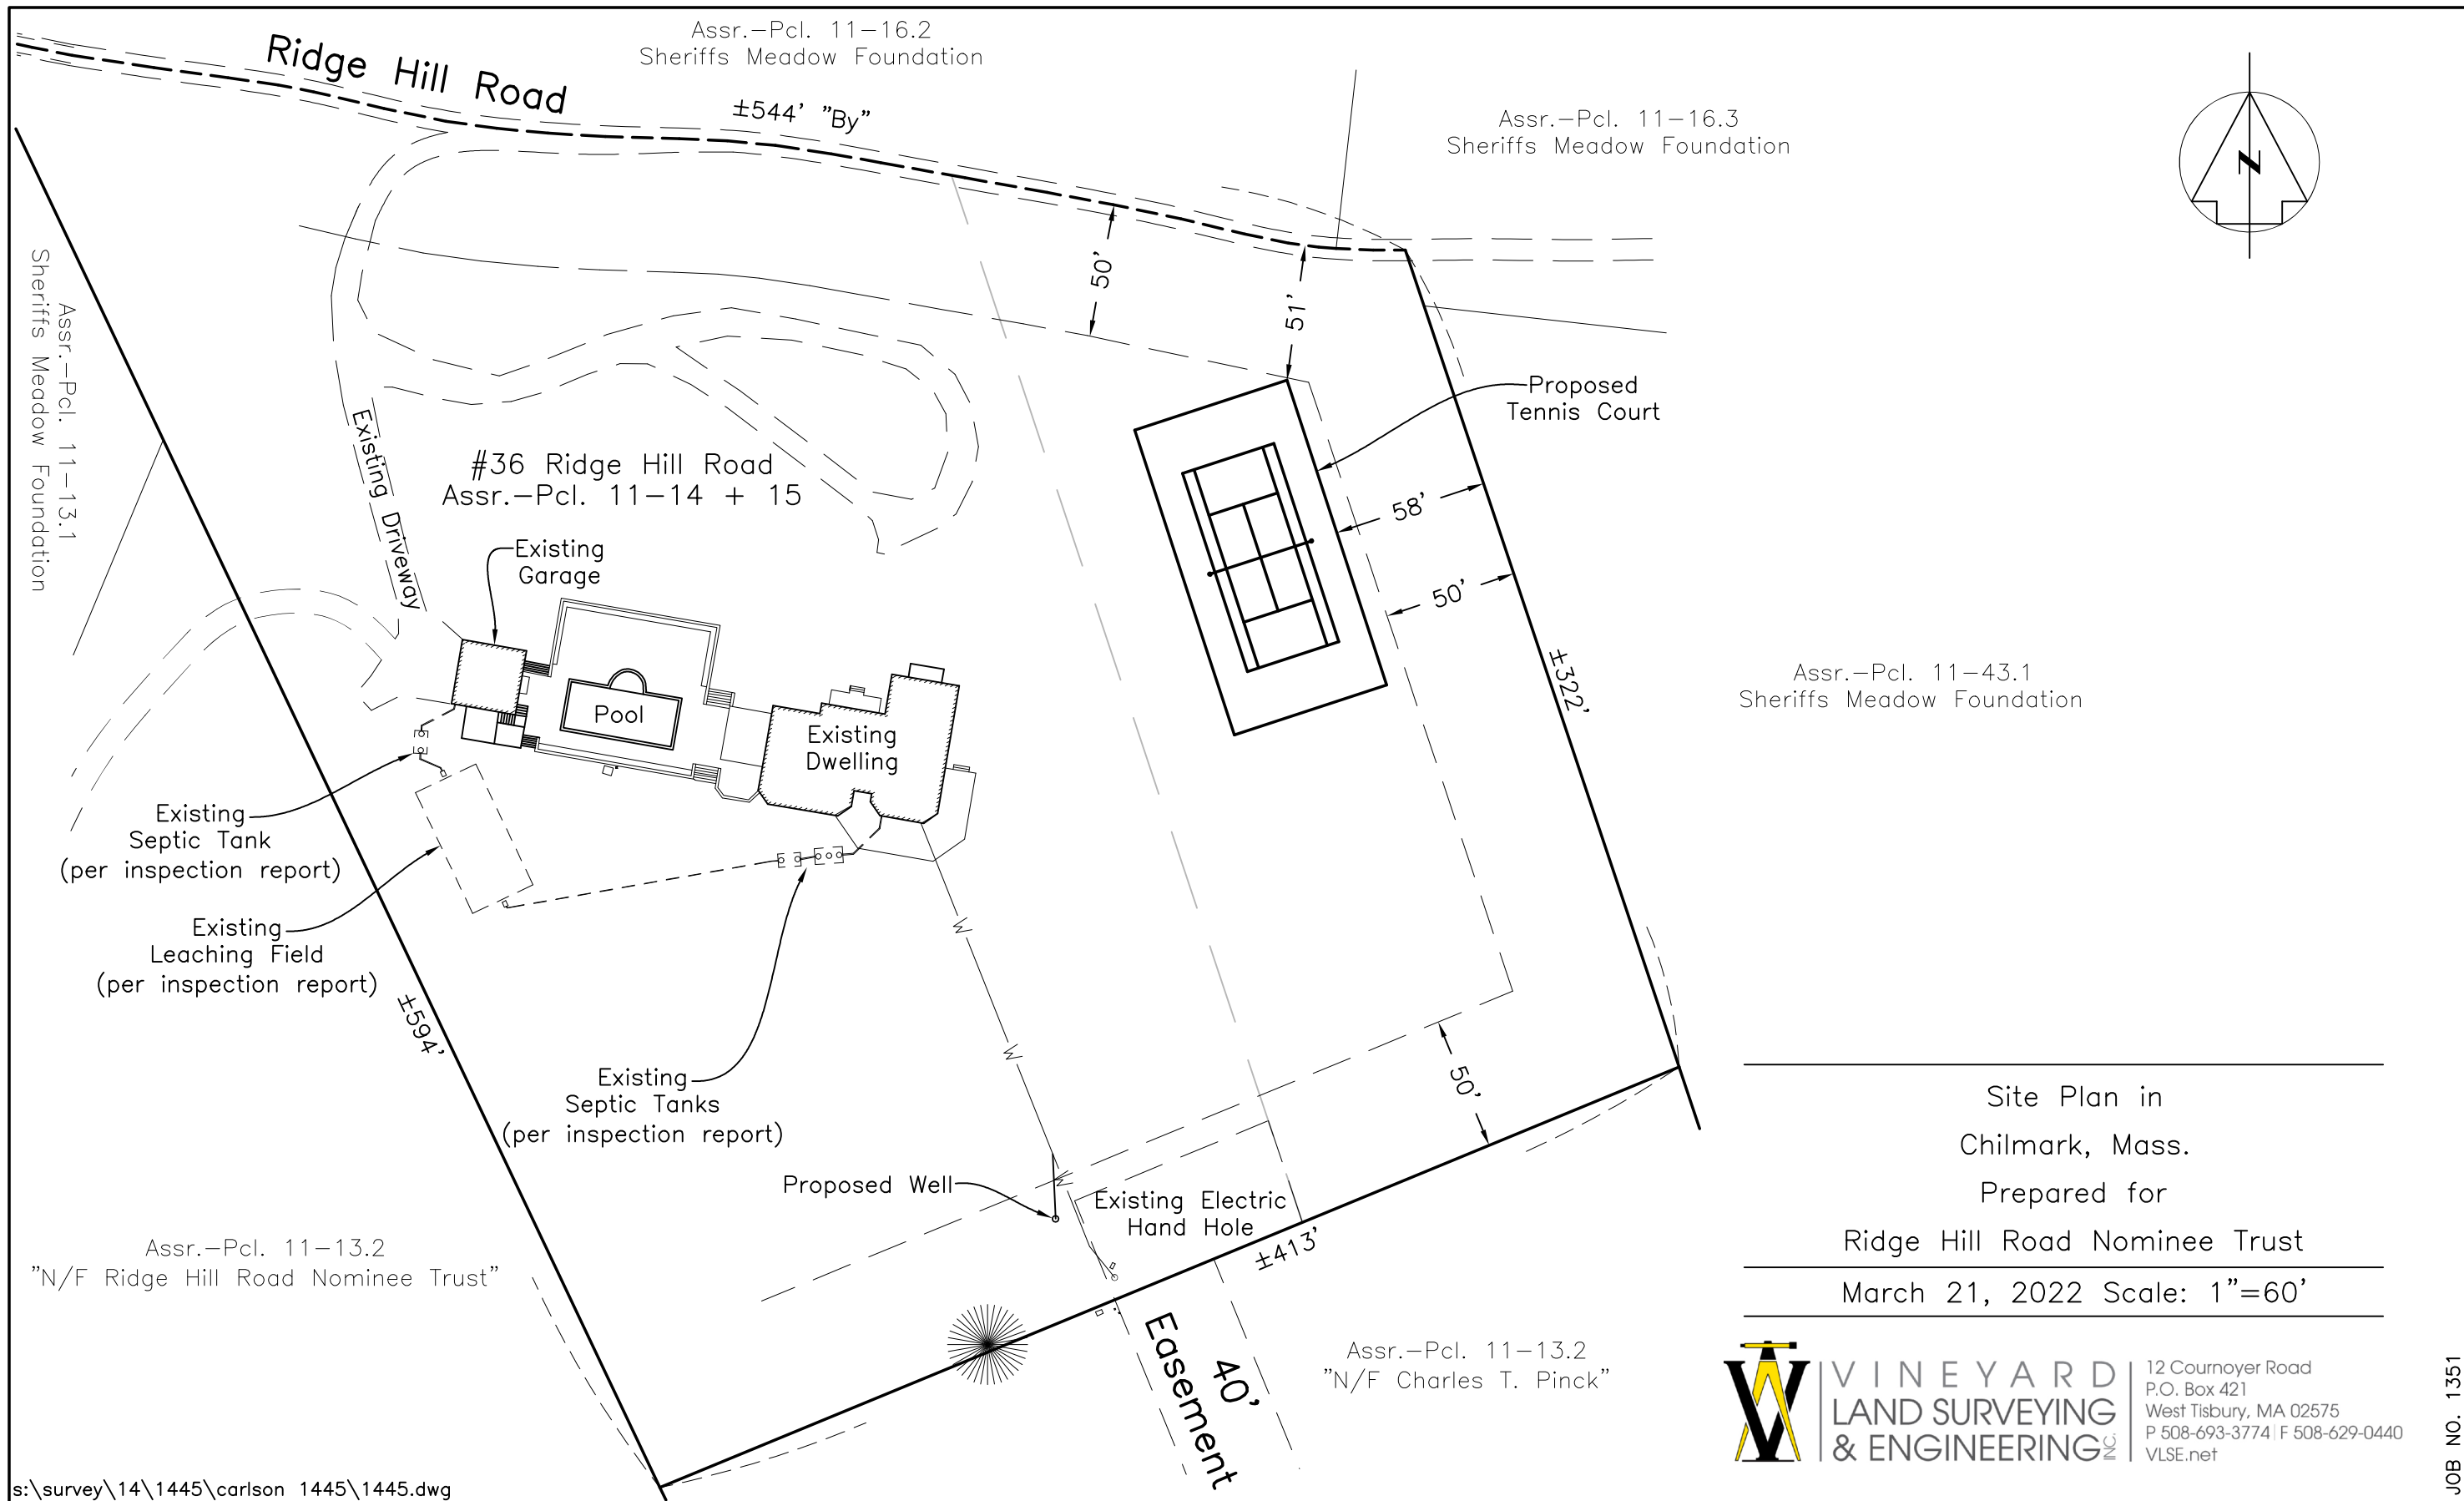 Assr.-Pcl. 11-16.2
Sheriffs Meadow Foundation
Ridge Hill Road
±544' "By"
Assr.-Pcl. 11-16.3
Sheriffs Meadow Foundation
N
50'
51'
Assr.-Pcl. 11-13.1
Sheriffs Meadow Foundation
Proposed
Tennis Court
Existing Driveway
#36 Ridge Hill Road
Assr.-Pcl. 11-14 + 15
58'
50'
Existing
Garage
±322'
Assr.-Pcl. 11-43.1
Sheriffs Meadow Foundation
Pool
Existing
Dwelling
Existing
Septic Tank
(per inspection report)
Existing
Leaching Field
(per inspection report)
W
W
W
±594'
50'
Existing
Septic Tanks
(per inspection report)
Proposed Well
Existing Electric
Hand Hole
±413'
Assr.-Pcl. 11-13.2
"N/F Ridge Hill Road Nominee Trust"
40'
Easement
Assr.-Pcl. 11-13.2
"N/F Charles T. Pinck"
Site Plan in
Chilmark, Mass.
Prepared for
Ridge Hill Road Nominee Trust
March 21, 2022 Scale: 1"=60'
V
VINEYARD
LAND SURVEYING
& ENGINEERING INC.
12 Cournoyer Road
P.O. Box 421
West Tisbury, MA 02575
P 508-693-3774 | F 508-629-0440
VLSE.net
JOB NO. 1351
s:\survey\14\1445\carlson 1445\1445.dwg